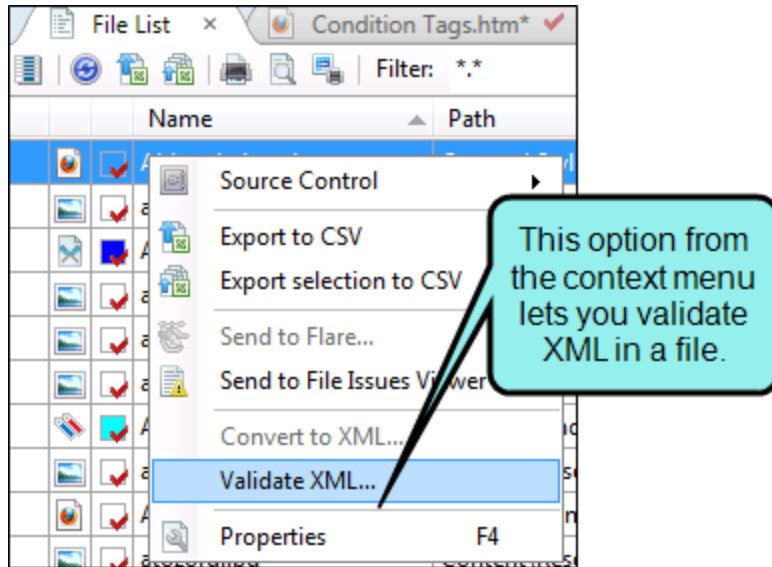 File List × Condition Tags.htm*
Filter: *.*
Name Path
Source Control
Export to CSV
Export selection to CSV
Send to Flare...
Send to File Issues Viewer
Convert to XML...
Validate XML...
Properties F4
This option from
the context menu
lets you validate
XML in a file.